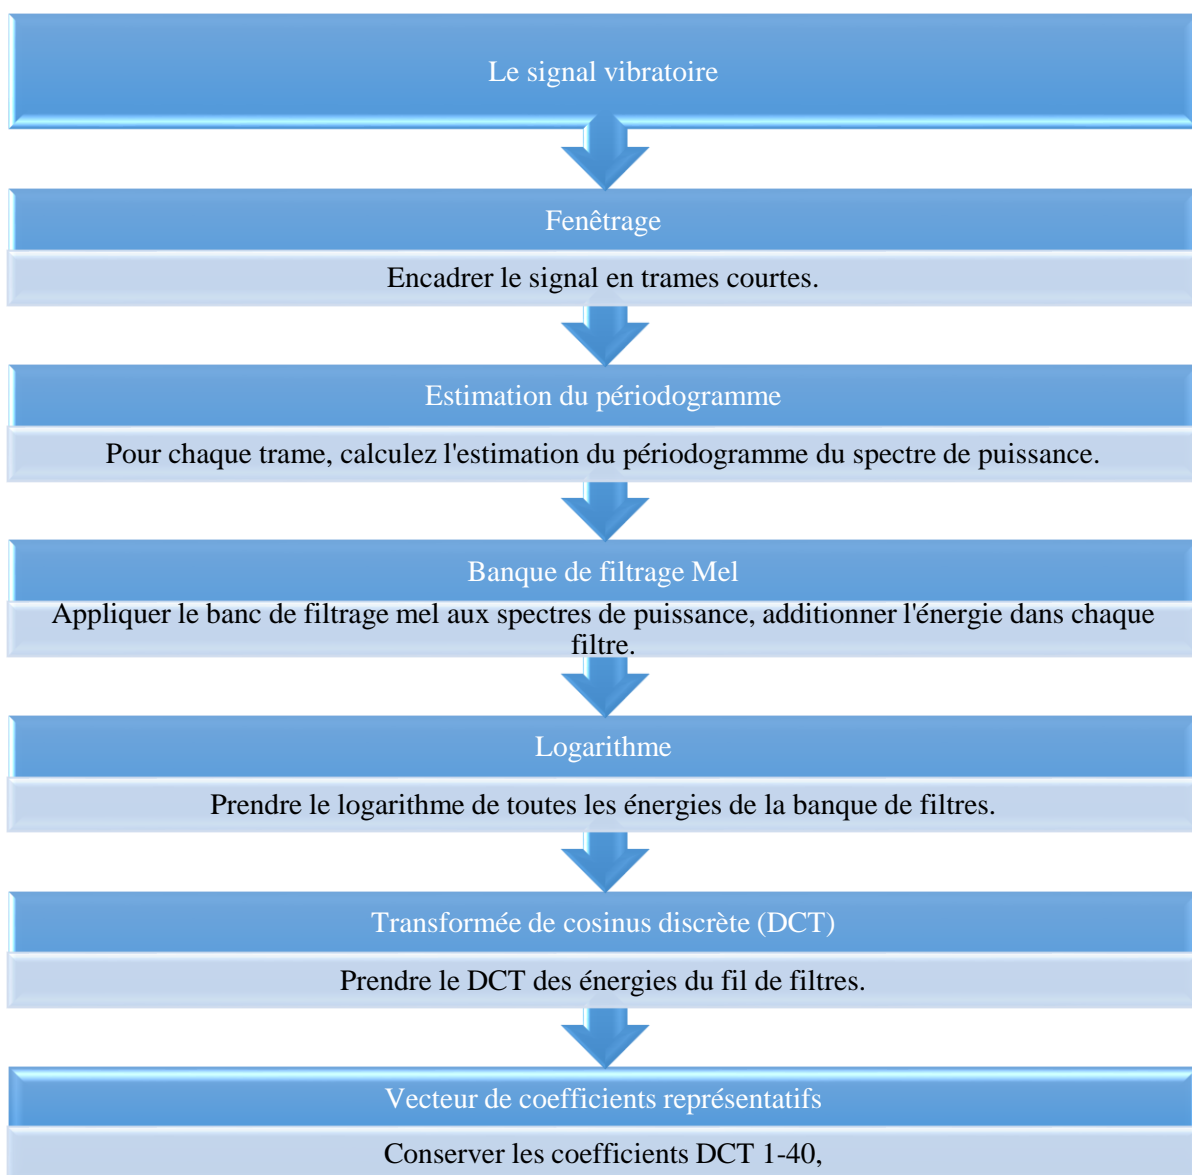 Le signal vibratoire
Fenêtrage
Encadrer le signal en trames courtes.
Estimation du périodogramme
Pour chaque trame, calculez l'estimation du périodogramme du spectre de puissance.
Banque de filtrage Mel
Appliquer le banc de filtrage mel aux spectres de puissance, additionner l'énergie dans chaque
filtre.
Logarithme
Prendre le logarithme de toutes les énergies de la banque de filtres.
Transformée de cosinus discrète (DCT)
Prendre le DCT des énergies du fil de filtres.
Vecteur de coefficients représentatifs
Conserver les coefficients DCT 1-40,